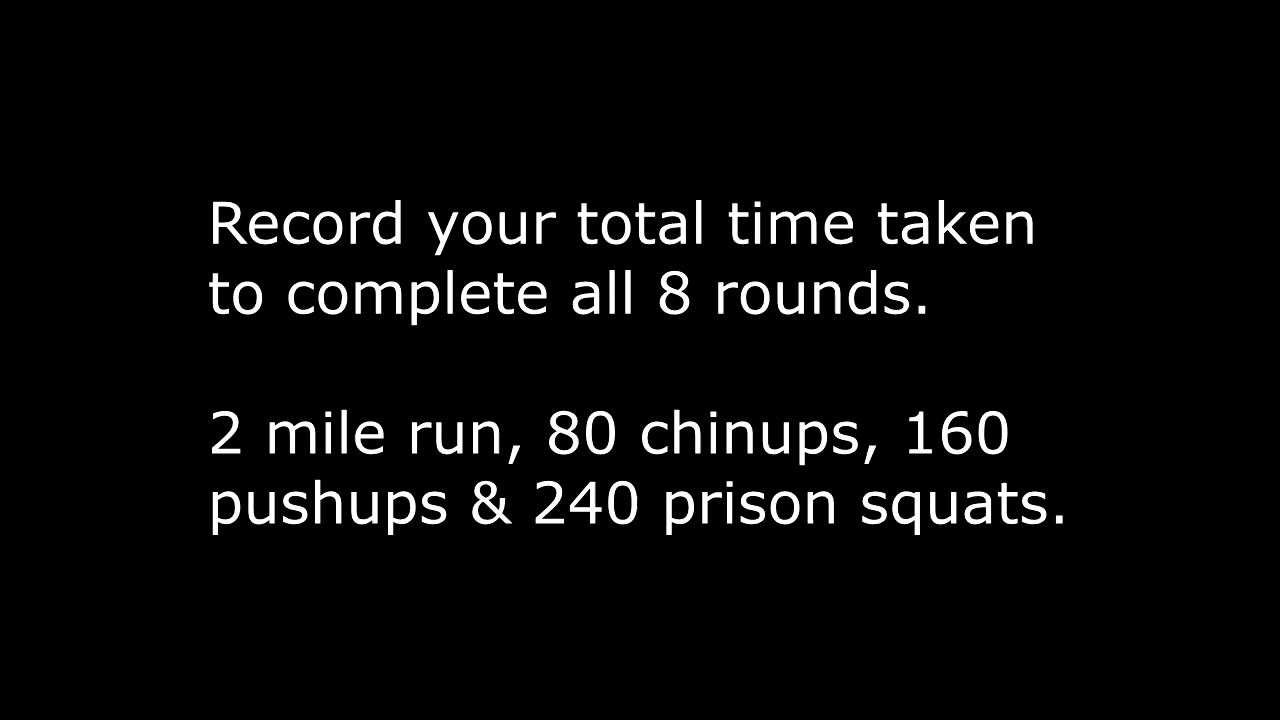 Record your total time taken
to complete all 8 rounds.
2 mile run, 80 chinups, 160
pushups & 240 prison squats.